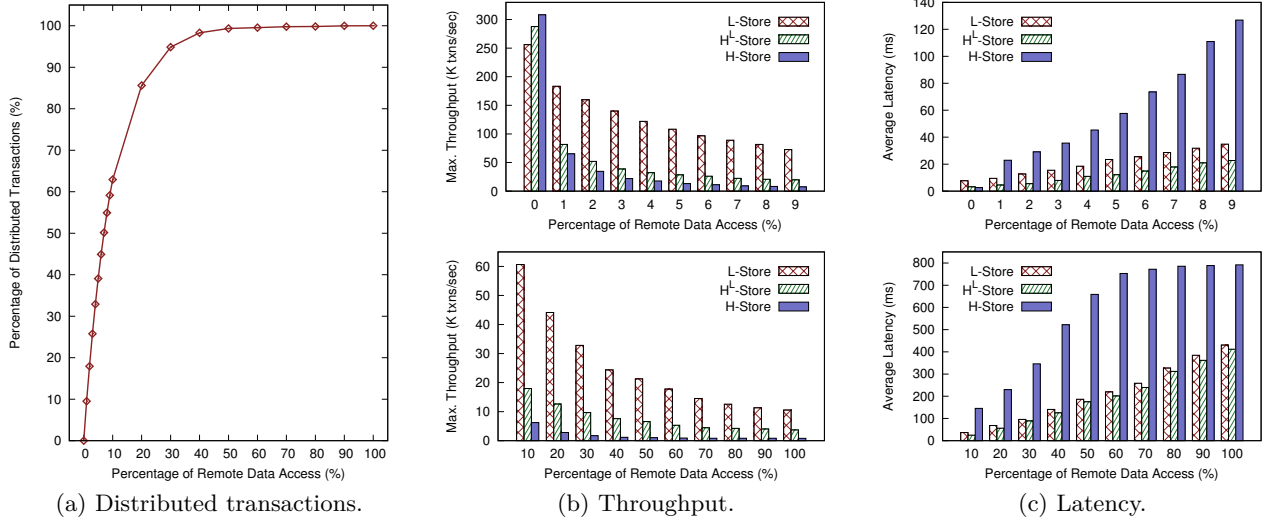 Percentage of Distributed Transactions (%)
100
90
80
70
60
50
40
30
20
10
0
0 10 20 30 40 50 60 70 80 90 100
Percentage of Remote Data Access (%)
(a) Distributed transactions.
Max. Throughput (K txns/sec)
300
250
200
150
100
50
0
L-Store
H^L-Store
H-Store
0 1 2 3 4 5 6 7 8 9
Percentage of Remote Data Access (%)
Max. Throughput (K txns/sec)
60
50
40
30
20
10
0
L-Store
H^L-Store
H-Store
10 20 30 40 50 60 70 80 90 100
Percentage of Remote Data Access (%)
(b) Throughput.
Average Latency (ms)
140
120
100
80
60
40
20
0
L-Store
H^L-Store
H-Store
0 1 2 3 4 5 6 7 8 9
Percentage of Remote Data Access (%)
Average Latency (ms)
800
700
600
500
400
300
200
100
0
L-Store
H^L-Store
H-Store
10 20 30 40 50 60 70 80 90 100
Percentage of Remote Data Access (%)
(c) Latency.